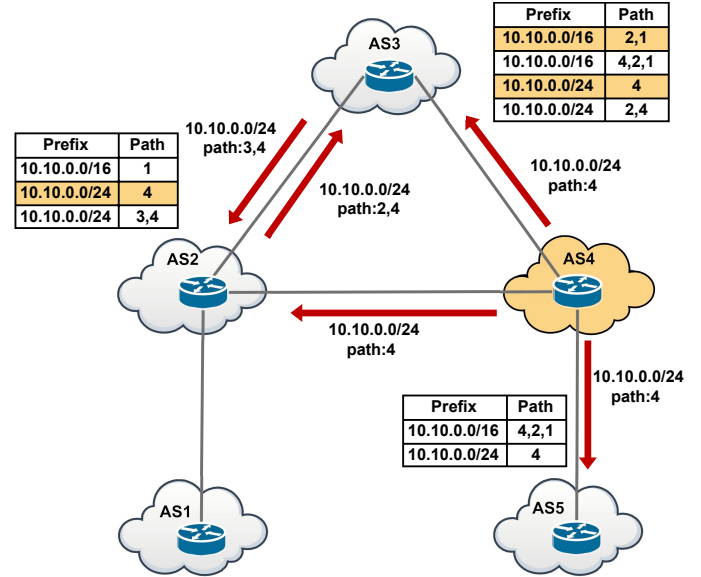 AS3
Prefix Path
10.10.0.0/16 2,1
10.10.0.0/16 4,2,1
10.10.0.0/24 4
10.10.0.0/24 2,4
10.10.0.0/24
path:3,4
Prefix Path
10.10.0.0/16 1
10.10.0.0/24 4
10.10.0.0/24 3,4
10.10.0.0/24
path:2,4
10.10.0.0/24
path:4
AS2
AS4
10.10.0.0/24
path:4
10.10.0.0/24
path:4
Prefix Path
10.10.0.0/16 4,2,1
10.10.0.0/24 4
AS1
AS5